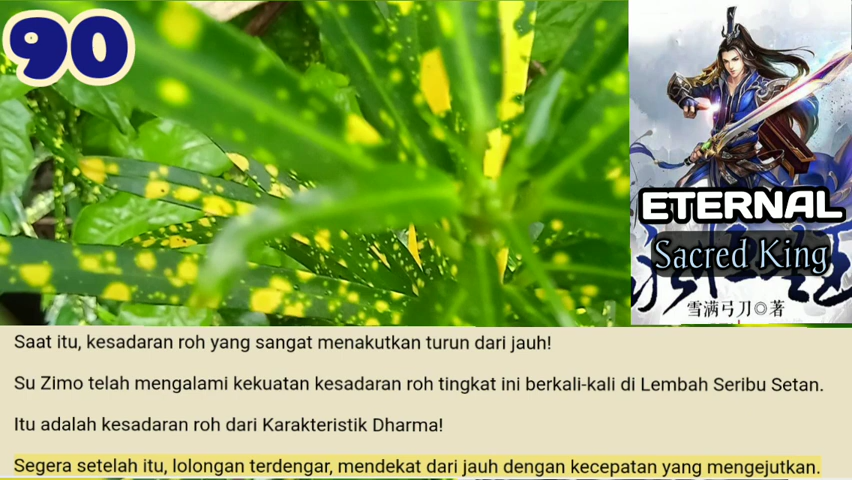 90
ETERNAL
Sacred King
雪满弓刀◎著
Saat itu, kesadaran roh yang sangat menakutkan turun dari jauh!
Su Zimo telah mengalami kekuatan kesadaran roh tingkat ini berkali-kali di Lembah Seribu Setan.
Itu adalah kesadaran roh dari Karakteristik Dharma!
Segera setelah itu, lolongan terdengar, mendekat dari jauh dengan kecepatan yang mengejutkan.